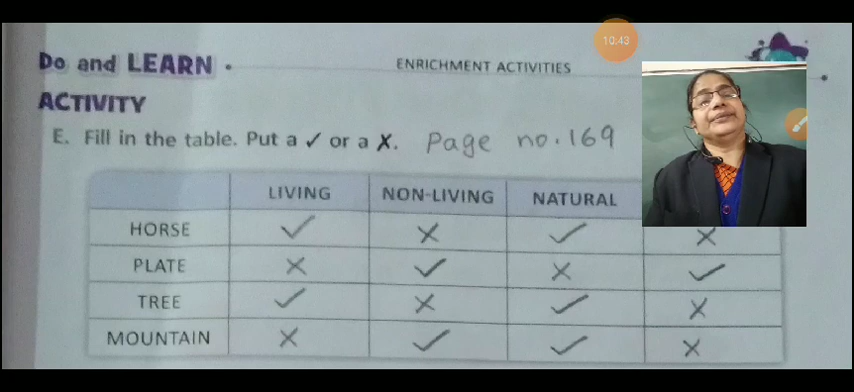 10:43
Do and LEARN
ENRICHMENT ACTIVITIES
ACTIVITY
E. Fill in the table. Put a ✓ or a ✗. Page no. 169
LIVING NON-LIVING NATURAL
HORSE ✓ ✗ ✓ ✗
PLATE ✗ ✓ ✗ ✓
TREE ✓ ✗ ✓ ✗
MOUNTAIN ✗ ✓ ✓ ✗